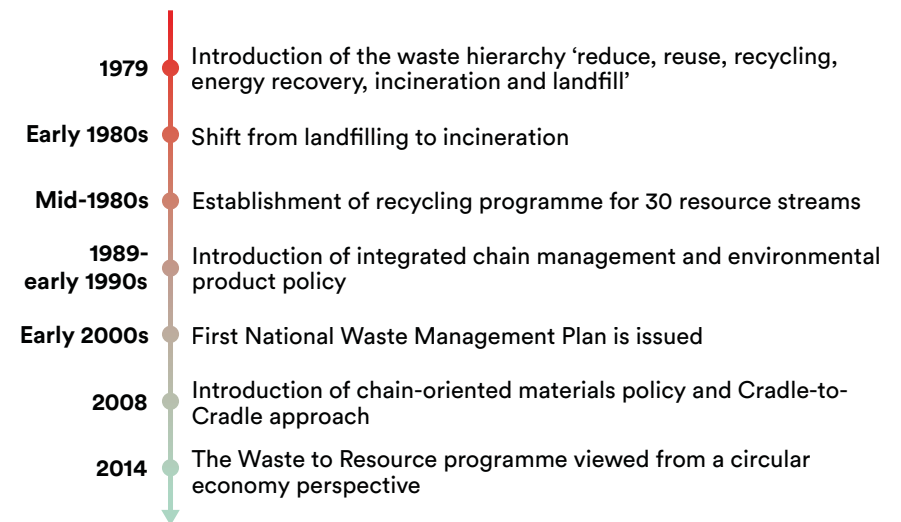 1979
Introduction of the waste hierarchy ‘reduce, reuse, recycling,
energy recovery, incineration and landfill’
Early 1980s
Shift from landfilling to incineration
Mid-1980s
Establishment of recycling programme for 30 resource streams
1989-
early 1990s
Introduction of integrated chain management and environmental
product policy
Early 2000s
First National Waste Management Plan is issued
2008
Introduction of chain-oriented materials policy and Cradle-to-
Cradle approach
2014
The Waste to Resource programme viewed from a circular
economy perspective